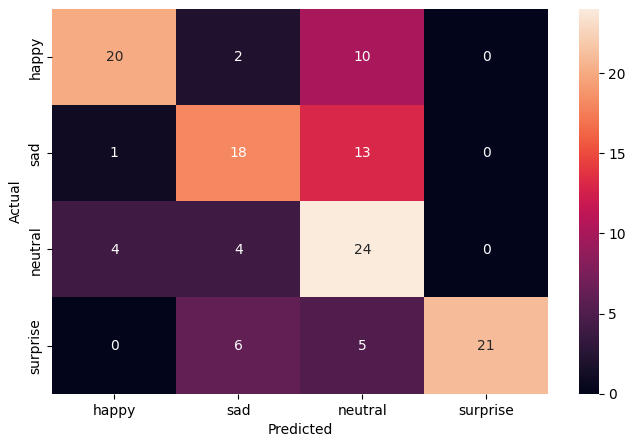 happy 20 2 10 0
sad 1 18 13 0
neutral 4 4 24 0
surprise 0 6 5 21
happy sad neutral surprise
Predicted
Actual
20
15
10
5
0